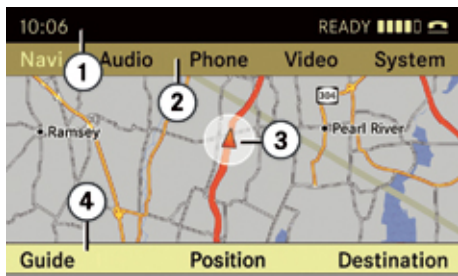 10:06 READY
Navi Audio Phone Video System
1
2
304
Ramsey
3
Pearl River
4
Guide Position Destination